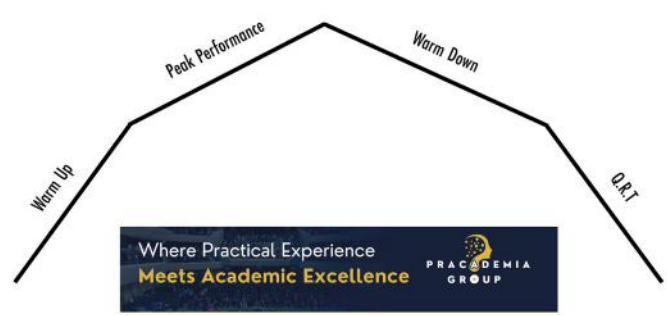 Warm Up
Peak Performance
Warm Down
Q.R.T
Where Practical Experience
Meets Academic Excellence
PRACADEMIA
GROUP